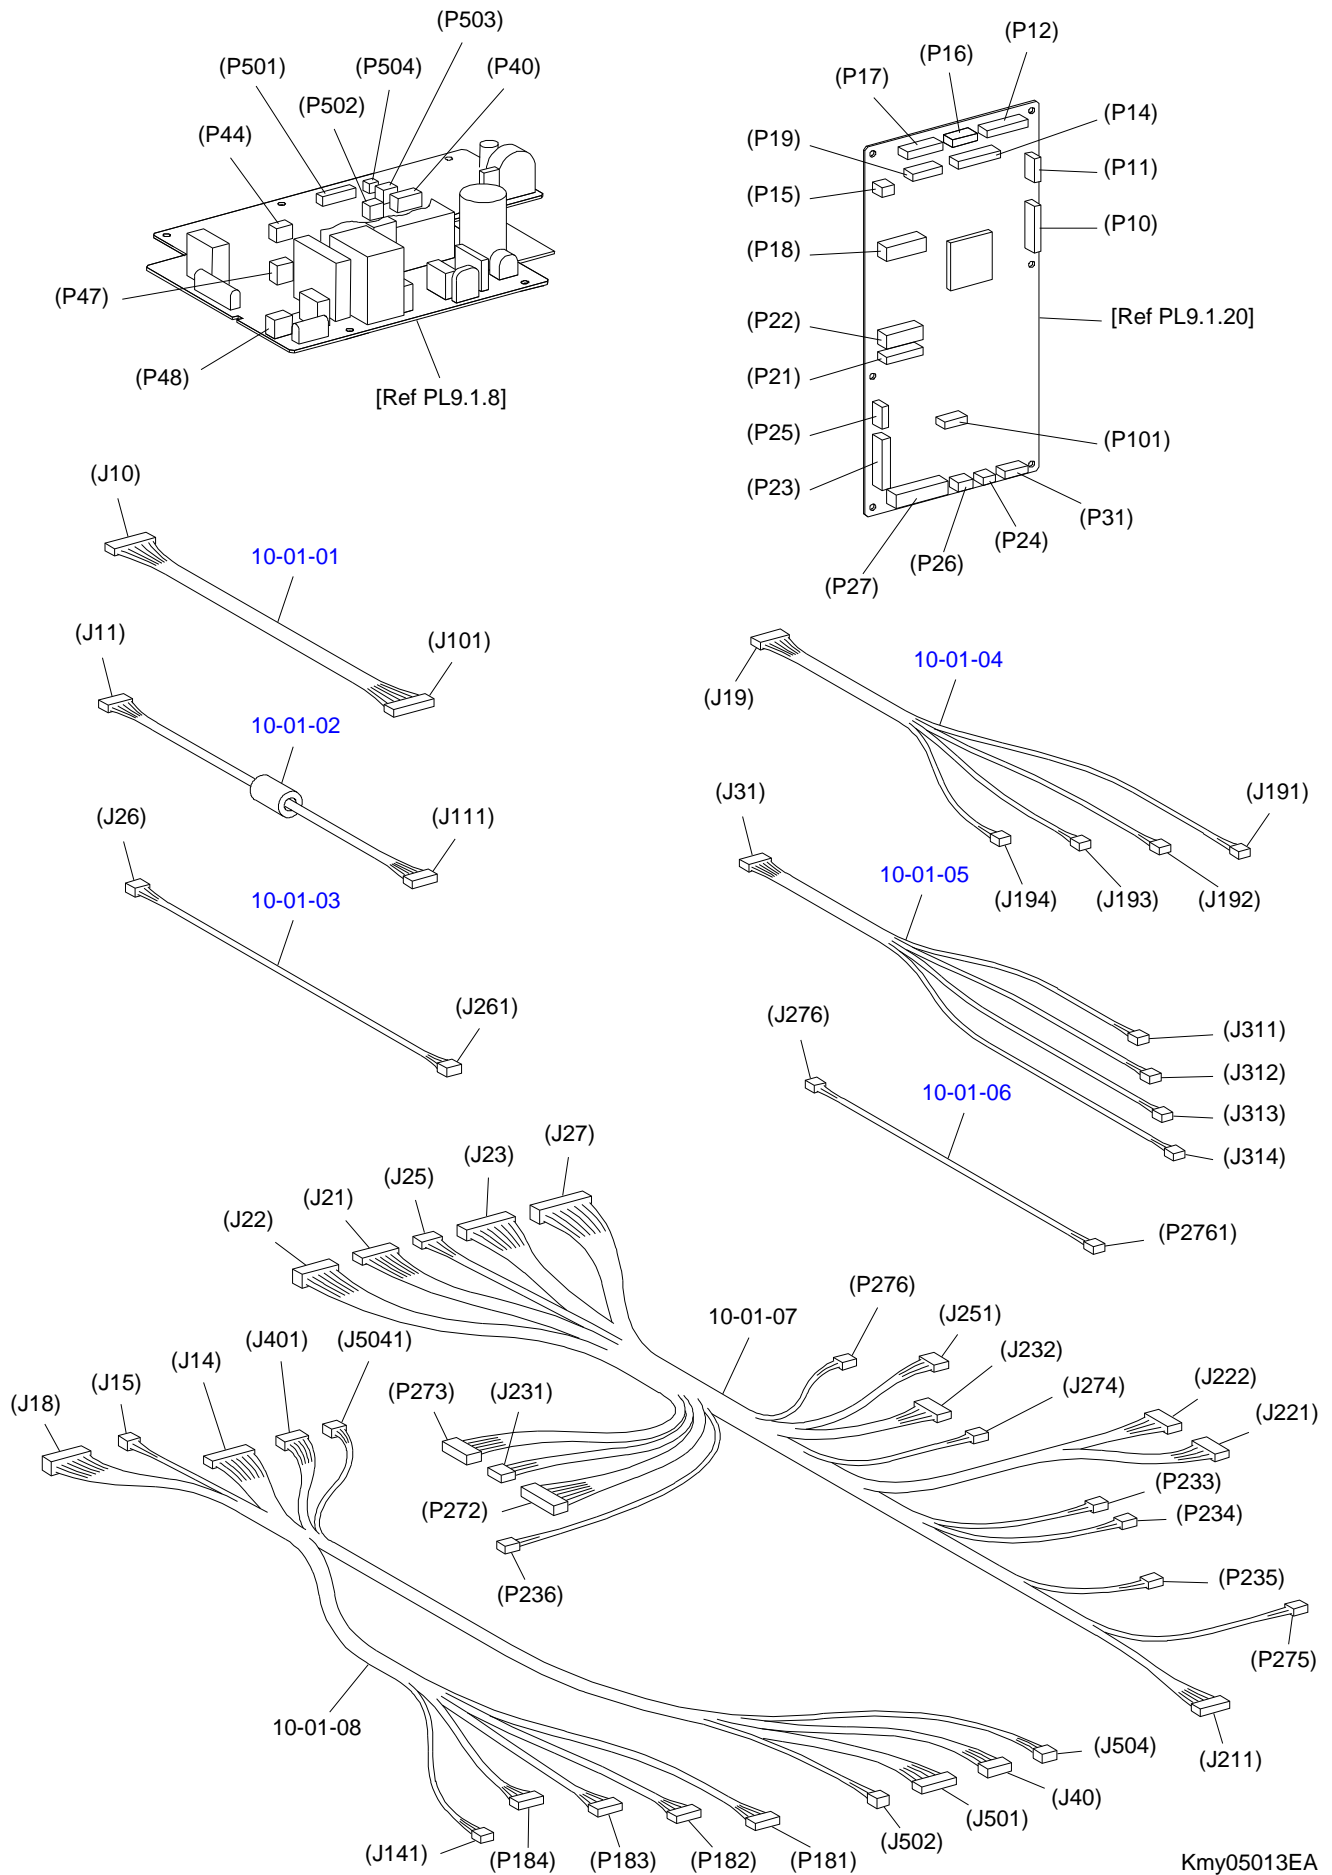 (P503)
(P501)
(P504)
(P40)
(P502)
(P44)
(P47)
(P48)
[Ref PL9.1.8]
(P12)
(P16)
(P17)
(P14)
(P19)
(P11)
(P15)
(P10)
(P18)
[Ref PL9.1.20]
(P22)
(P21)
(P25)
(P101)
(P23)
(P31)
(P24)
(P26)
(P27)
(J10)
10-01-01
(J101)
(J11)
10-01-02
(J111)
(J26)
10-01-03
(J261)
(J19)
10-01-04
(J191)
(J194)
(J193)
(J192)
(J31)
10-01-05
(J311)
(J312)
(J313)
(J314)
(J276)
10-01-06
(P2761)
(J27)
(J23)
(J25)
(J21)
(J22)
10-01-07
(P276)
(J251)
(J232)
(J274)
(J222)
(J221)
(P273)
(J231)
(P272)
(P236)
(P233)
(P234)
(P235)
(P275)
(J211)
(J5041)
(J401)
(J14)
(J15)
(J18)
10-01-08
(J504)
(J40)
(J501)
(J502)
(J141)
(P184)
(P183)
(P182)
(P181)
Kmy05013EA